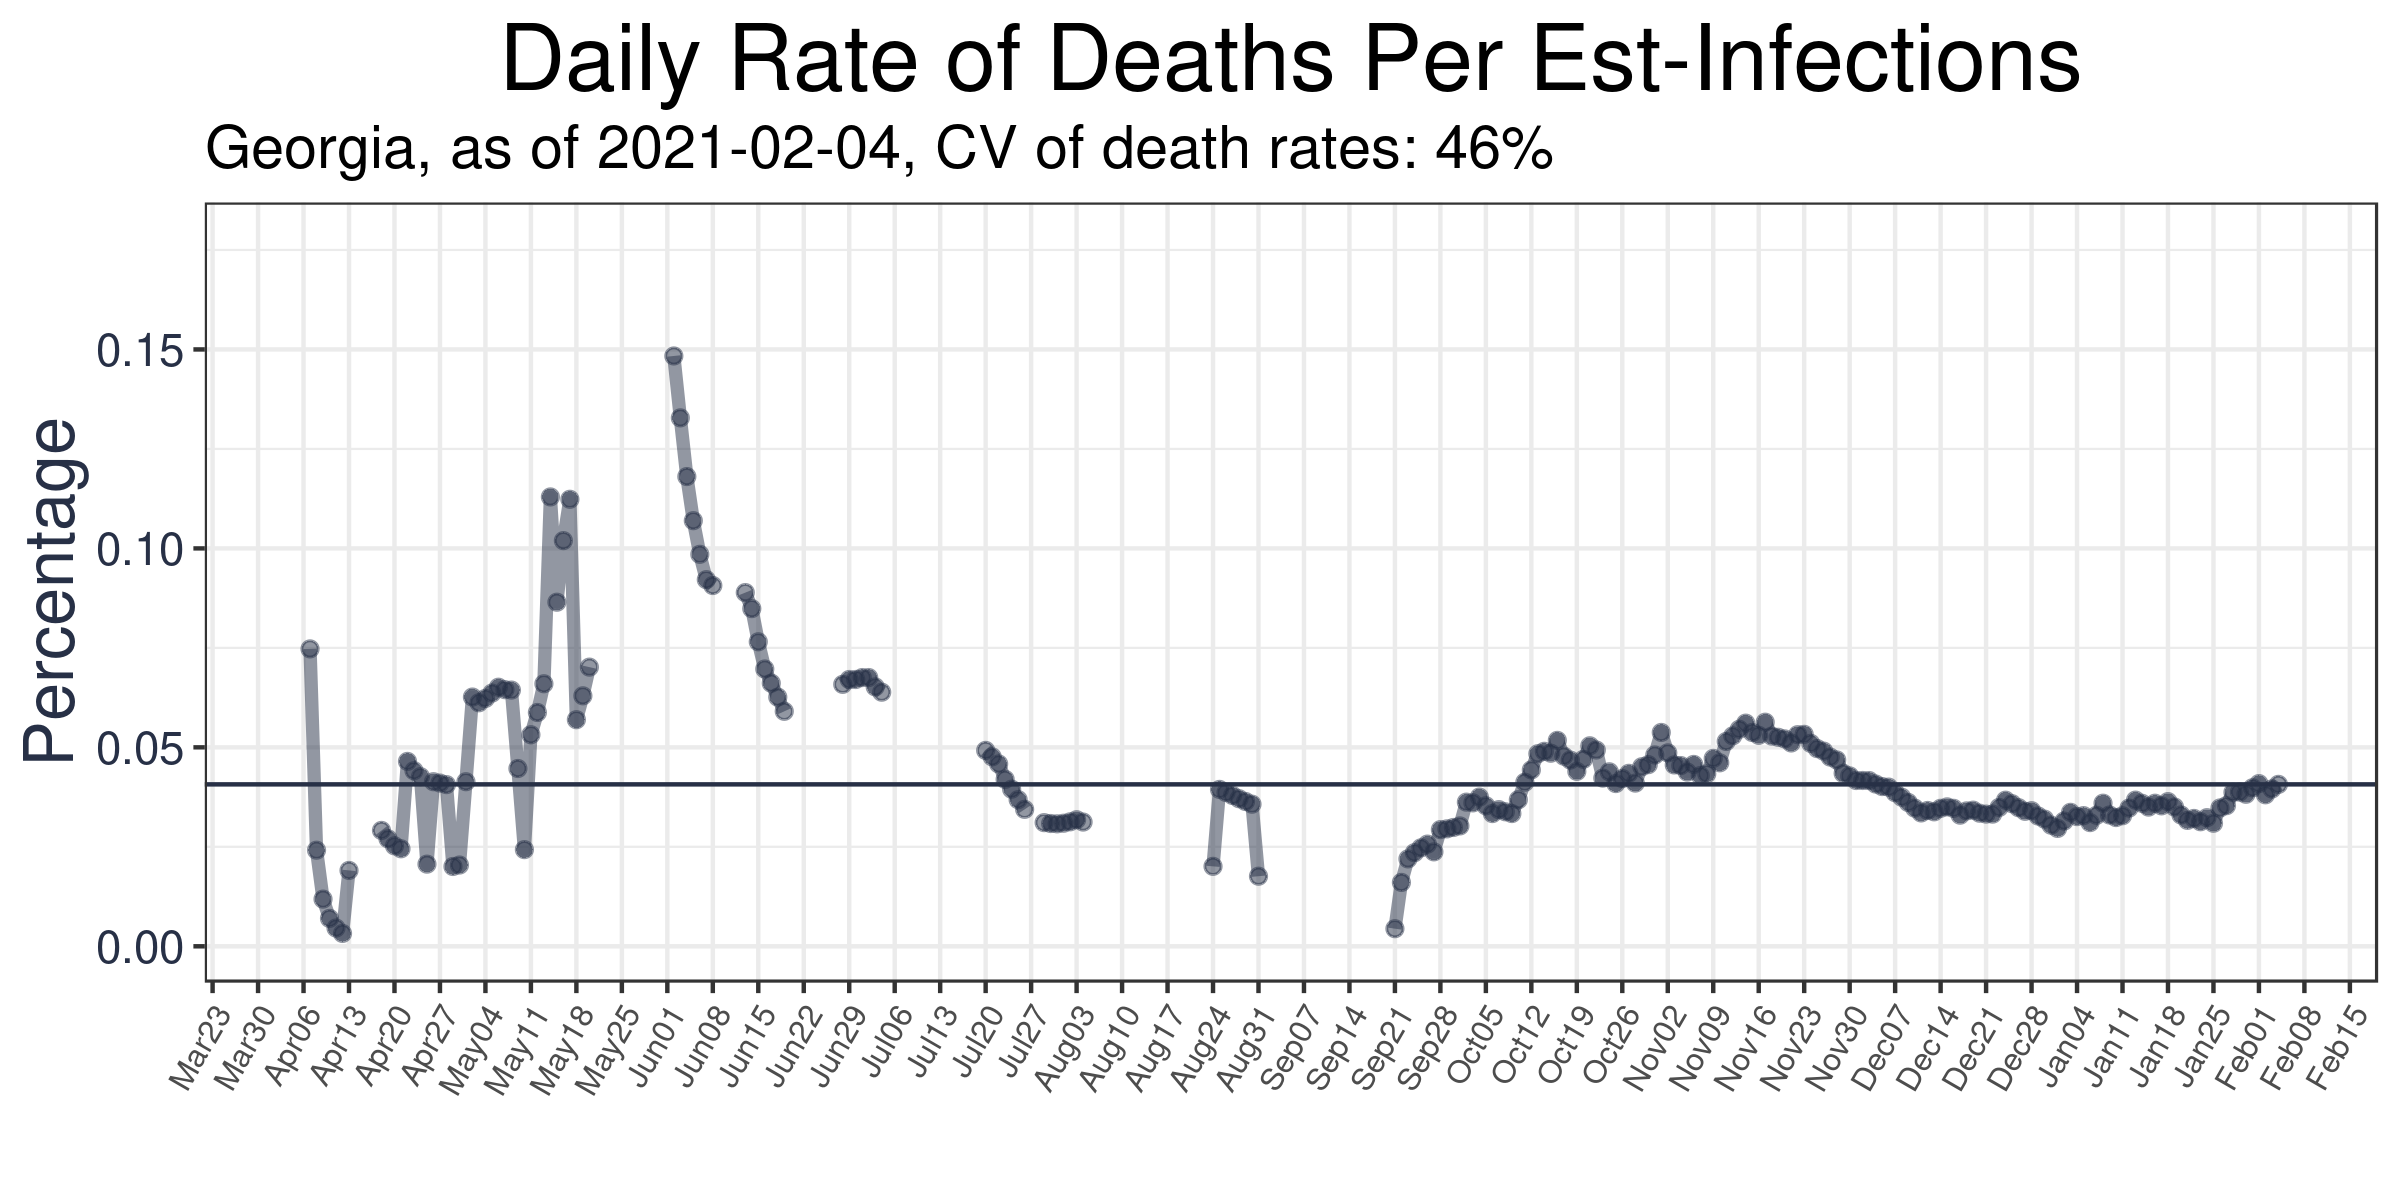 Daily Rate of Deaths Per Est-Infections
Georgia, as of 2021-02-04, CV of death rates: 46%
Percentage
0.15
0.10
0.05
0.00
Mar23 Mar30 Apr06 Apr13 Apr20 Apr27 May04 May11 May18 May25 Jun01 Jun08 Jun15 Jun22 Jun29 Jul06 Jul13 Jul20 Jul27 Aug03 Aug10 Aug17 Aug24 Aug31 Sep07 Sep14 Sep21 Sep28 Oct05 Oct12 Oct19 Oct26 Nov02 Nov09 Nov16 Nov23 Nov30 Dec07 Dec14 Dec21 Dec28 Jan04 Jan11 Jan18 Jan25 Feb01 Feb08 Feb15